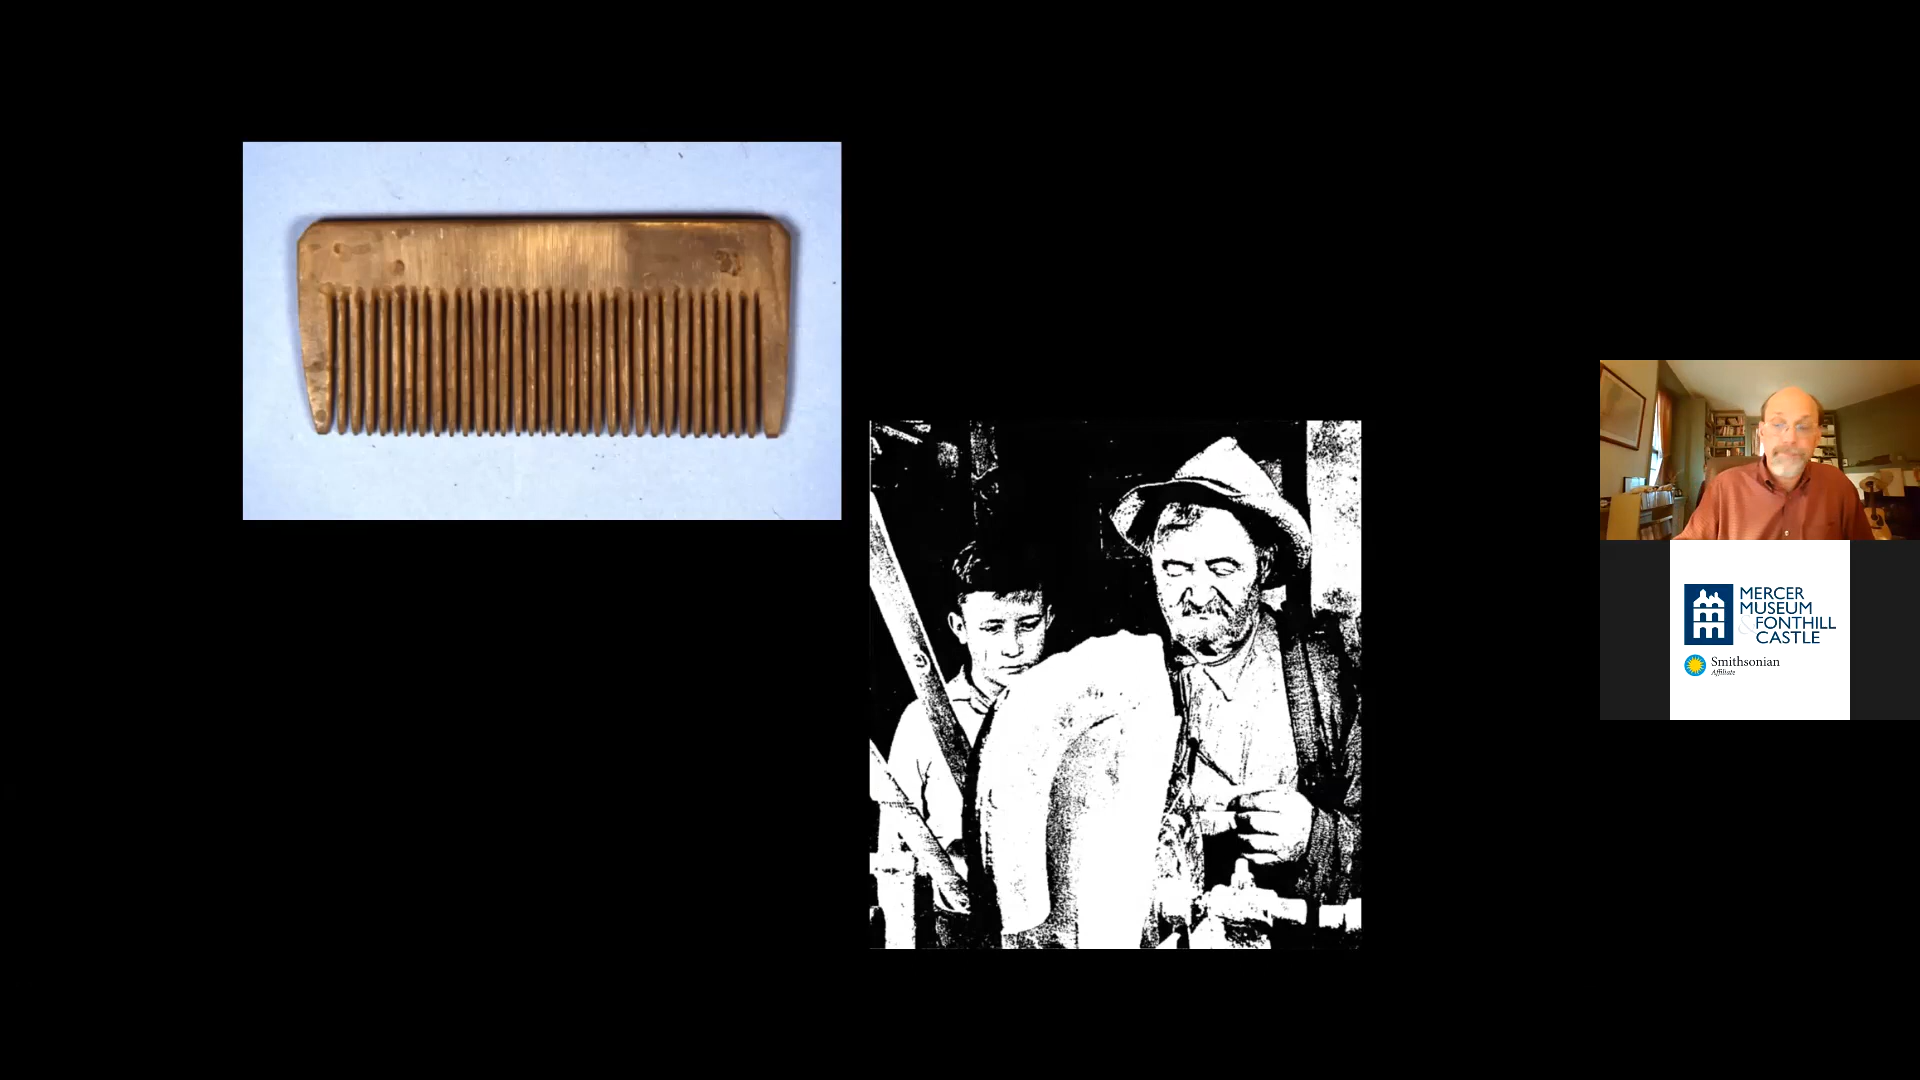 MERCER
MUSEUM
& FONTHILL
CASTLE
Smithsonian
Affiliate